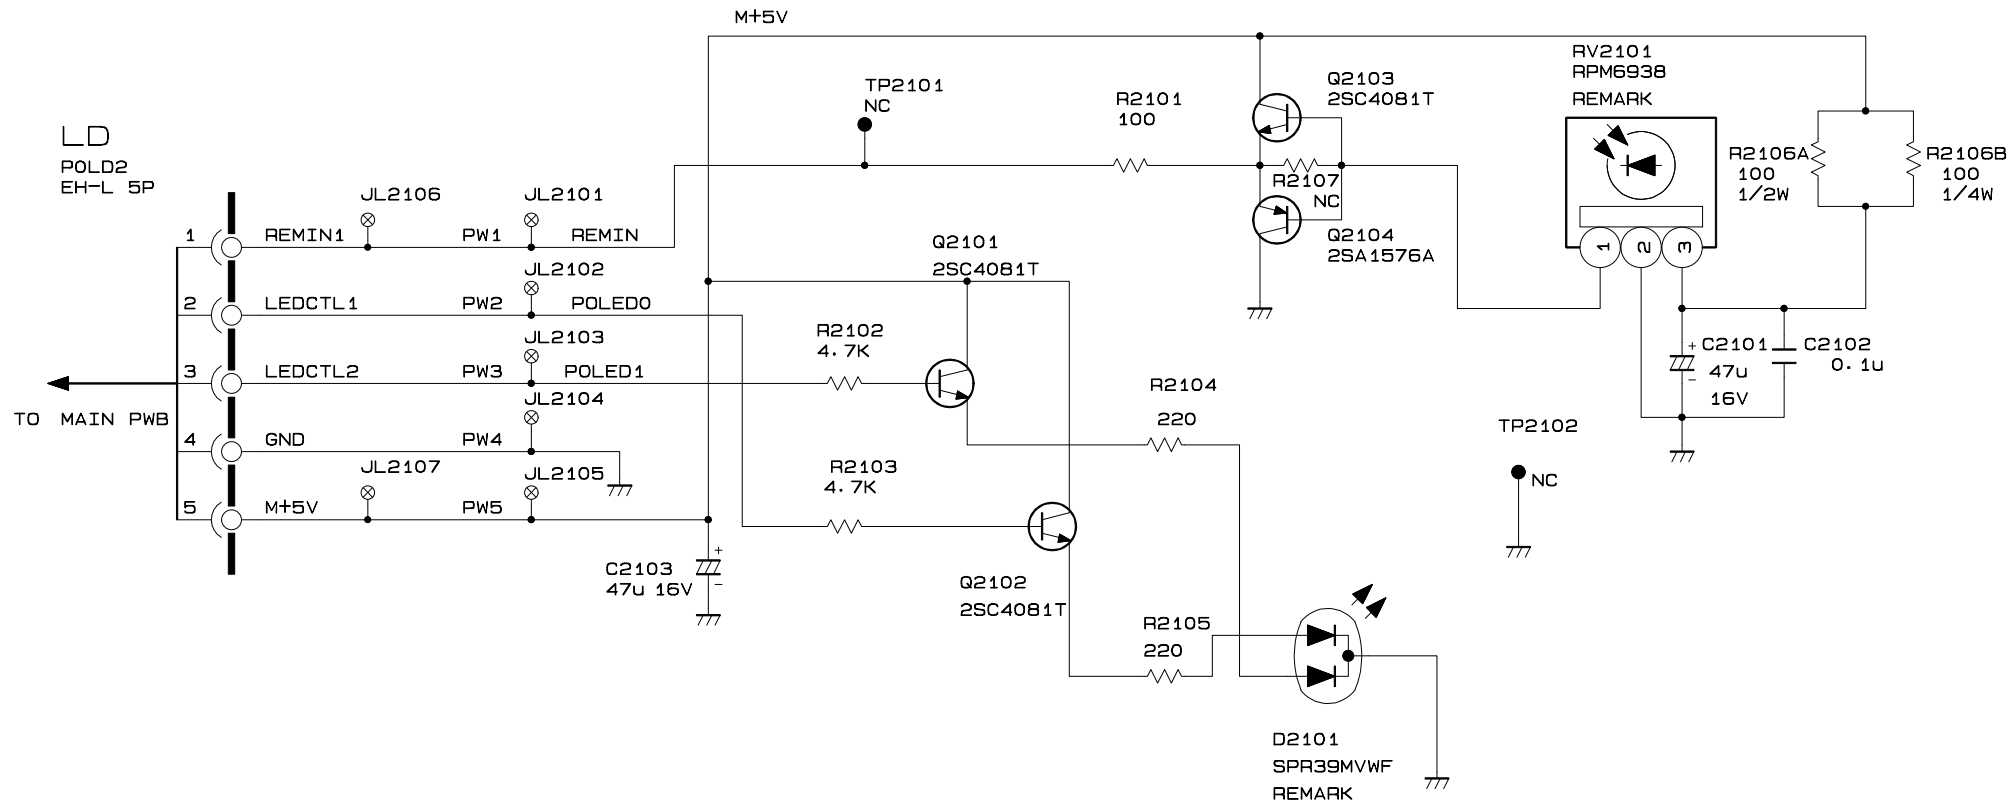 M+5V
LD
POLD2
EH-L 5P
TP2101
NC
R2101
100
Q2103
2SC4081T
RV2101
RPM6938
REMARK
R2106A
100
1/2W
R2106B
100
1/4W
R2107
NC
Q2104
2SA1576A
1
2
3
JL2106
JL2101
1
REMIN1
PW1
REMIN
Q2101
2SC4081T
JL2102
2
LEDCTL1
PW2
POLED0
JL2103
R2102
4.7K
3
LEDCTL2
PW3
POLED1
TO MAIN PWB
JL2104
4
GND
PW4
JL2107
JL2105
5
M+5V
PW5
R2103
4.7K
R2104
220
+
C2101
47u
-
16V
C2102
0.1u
TP2102
NC
+
C2103
47u 16V
-
Q2102
2SC4081T
R2105
220
D2101
SPR39MVWF
REMARK